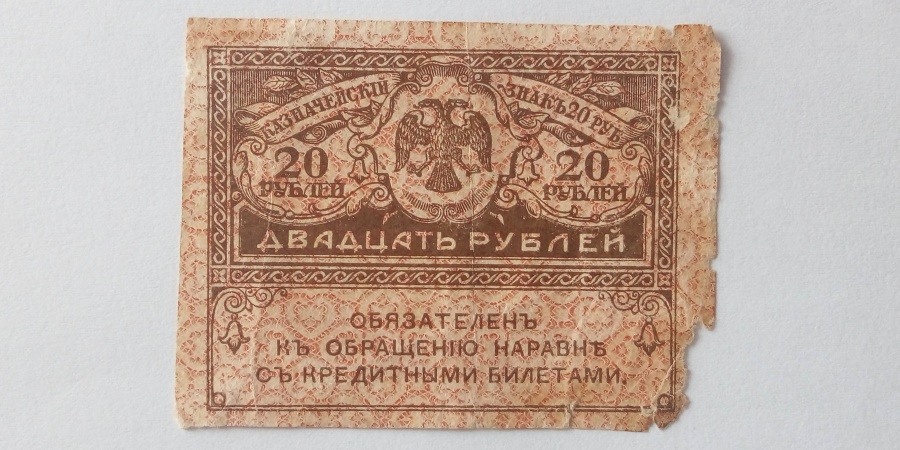 КАЗНАЧЕЙСКІЙ ЗНАКЪ 20 РУБ.
20 20
РУБЛЕЙ РУБЛЕЙ
ДВАДЦАТЬ РУБЛЕЙ
ОБЯЗАТЕЛЕНЪ
КЪ ОБРАЩЕНІЮ НАРАВНѢ
СЪ КРЕДИТНЫМИ БИЛЕТАМИ.